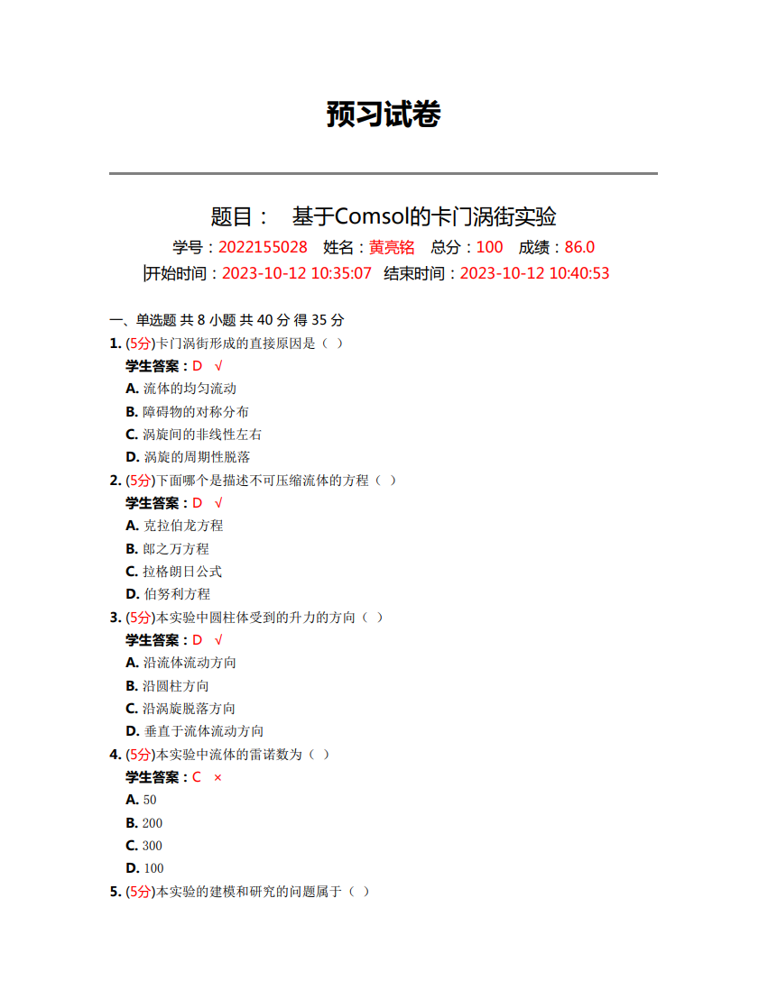 预习试卷
题目： 基于Comsol的卡门涡街实验
学号：2022155028 姓名：黄亮铭 总分：100 成绩：86.0
开始时间：2023-10-12 10:35:07 结束时间：2023-10-12 10:40:53
一、单选题 共 8 小题 共 40 分 得 35 分
1. (5分)卡门涡街形成的直接原因是（ ）
学生答案：D √
A. 流体的均匀流动
B. 障碍物的对称分布
C. 涡旋间的非线性左右
D. 涡旋的周期性脱落
2. (5分)下面哪个是描述不可压缩流体的方程（ ）
学生答案：D √
A. 克拉伯龙方程
B. 郎之万方程
C. 拉格朗日公式
D. 伯努利方程
3. (5分)本实验中圆柱体受到的升力的方向（ ）
学生答案：D √
A. 沿流体流动方向
B. 沿圆柱方向
C. 沿涡旋脱落方向
D. 垂直于流体流动方向
4. (5分)本实验中流体的雷诺数为（ ）
学生答案：C ×
A. 50
B. 200
C. 300
D. 100
5. (5分)本实验的建模和研究的问题属于（ ）